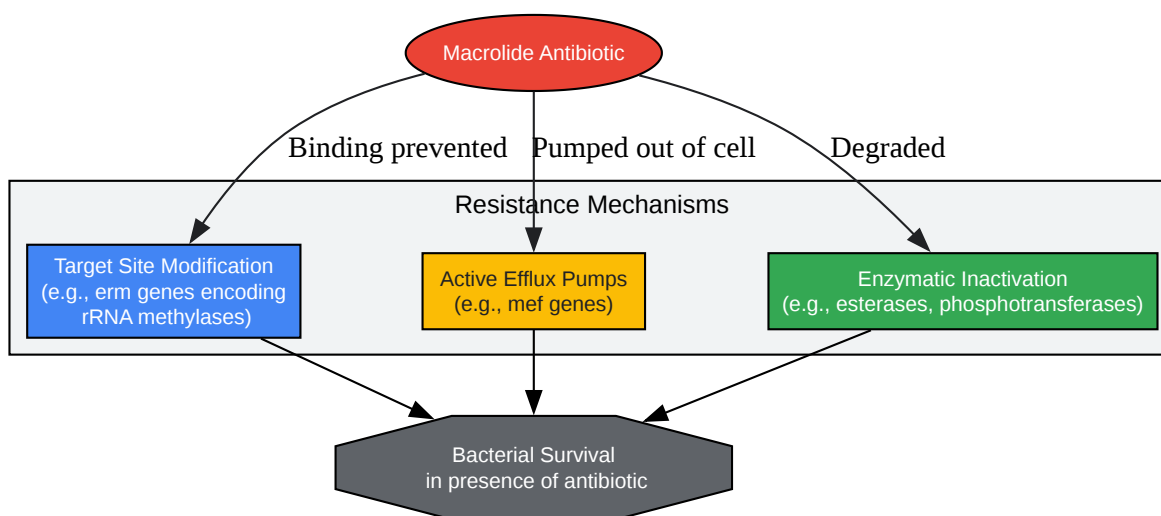 Macrolide Antibiotic
Binding prevented
Pumped out of cell
Degraded
Resistance Mechanisms
Target Site Modification
(e.g., erm genes encoding
rRNA methylases)
Active Efflux Pumps
(e.g., mef genes)
Enzymatic Inactivation
(e.g., esterases, phosphotransferases)
Bacterial Survival
in presence of antibiotic